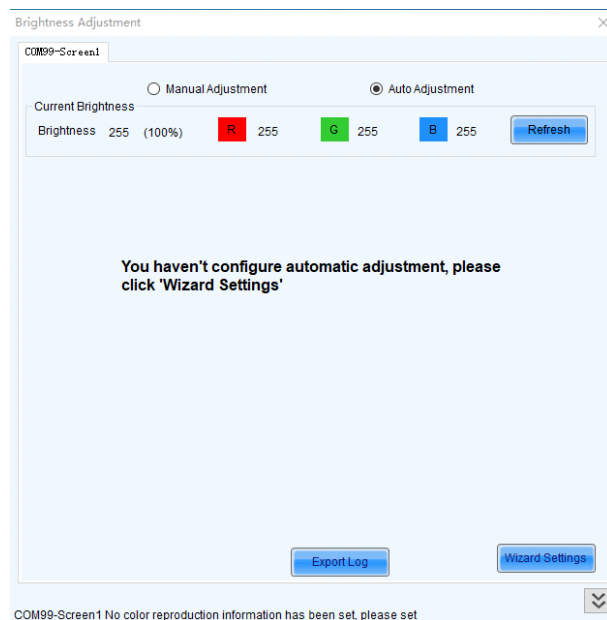 Brightness Adjustment
COM99-Screen1
Manual Adjustment Auto Adjustment
Current Brightness
Brightness 255 (100%) R 255 G 255 B 255 Refresh
You haven't configure automatic adjustment, please
click 'Wizard Settings'
Export Log Wizard Settings
COM99-Screen1 No color reproduction information has been set, please set